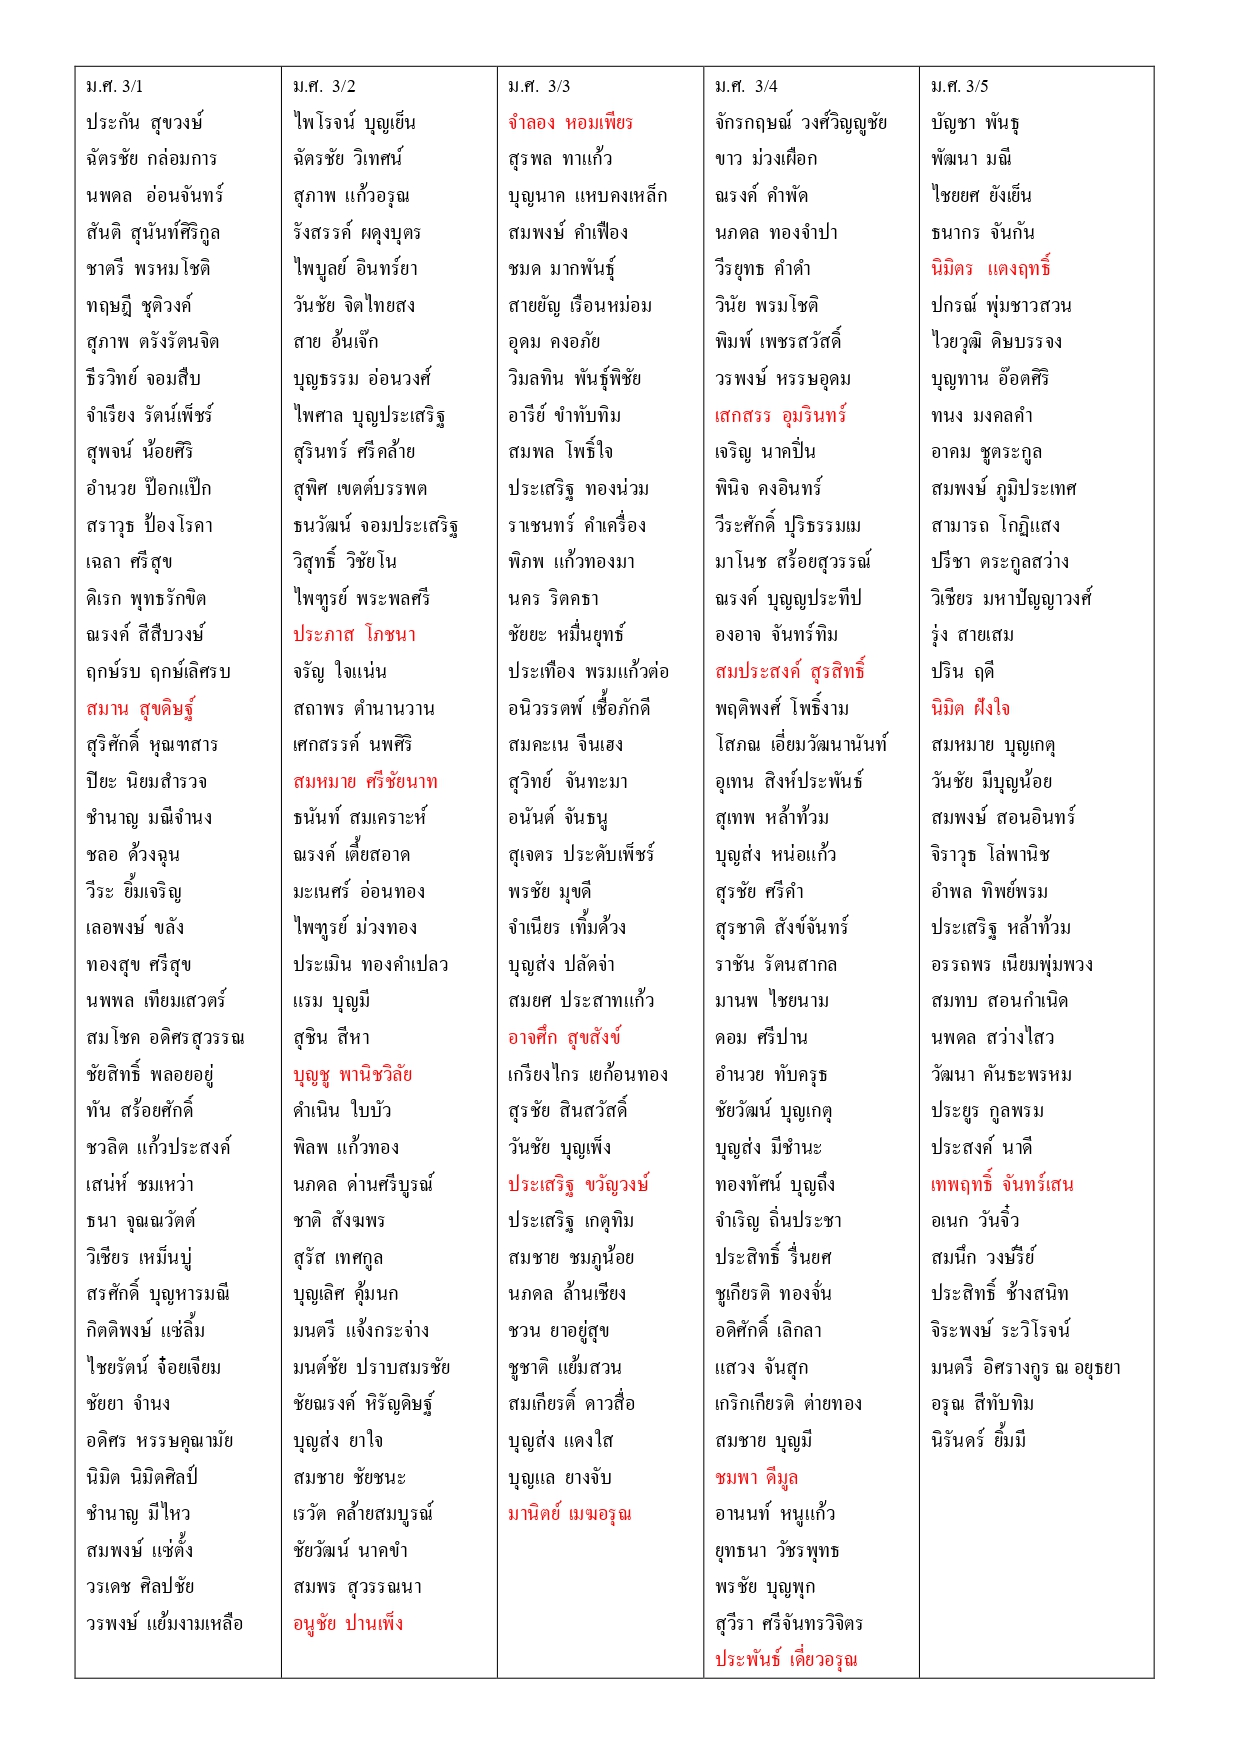 ม.ศ. 3/1
ประกัน สุขวงษ์
ฉัตรชัย กล่อมการ
นพดล อ่อนจันทร์
สันติ สุนันท์ศิริกูล
ชาตรี พรหมโชติ
ทฤษฎี ชุติวงค์
สุภาพ ตรังรัตนจิต
ธีรวิทย์ จอมสืบ
จำเรียง รัตน์เพ็ชร์
สุพจน์ น้อยศิริ
อำนวย ป๊อกแป๊ก
สราวุธ ป้องโรคา
เฉลา ศรีสุข
ดิเรก พุทธรักขิต
ณรงค์ สีสืบวงษ์
ฤกษ์รบ ฤกษ์เลิศรบ
สมาน สุขดิษฐ์
สุริศักดิ์ หุณฑสาร
ปิยะ นิยมสำรวจ
ชำนาญ มณีจำนง
ชลอ ด้วงฉุน
วีระ ยิ้มเจริญ
เลอพงษ์ ขลัง
ทองสุข ศรีสุข
นพพล เทียมเสวตร์
สมโชค อดิศรสุวรรณ
ชัยสิทธิ์ พลอยอยู่
ทัน สร้อยศักดิ์
ชวลิต แก้วประสงค์
เสน่ห์ ชมเหว่า
ธนา จุณณวัตต์
วิเชียร เหม็นบู่
สรศักดิ์ บุญหารมณี
กิตติพงษ์ แซ่ลิ้ม
ไชยรัตน์ จ๋อยเจียม
ชัยยา จำนง
อดิศร หรรษคุณามัย
นิมิต นิมิตศิลป์
ชำนาญ มีไหว
สมพงษ์ แซ่ตั้ง
วรเดช ศิลปชัย
วรพงษ์ แย้มงามเหลือ
ม.ศ. 3/2
ไพโรจน์ บุญเย็น
ฉัตรชัย วิเทศน์
สุภาพ แก้วอรุณ
รังสรรค์ ผดุงบุตร
ไพบูลย์ อินทร์ยา
วันชัย จิตไทยสง
สาย อ้นเจ๊ก
บุญธรรม อ่อนวงศ์
ไพศาล บุญประเสริฐ
สุรินทร์ ศรีคล้าย
สุพิศ เขตต์บรรพต
ธนวัฒน์ จอมประเสริฐ
วิสุทธิ์ วิชัยโน
ไพฑูรย์ พระพลศรี
ประภาส โภชนา
จรัญ ใจแน่น
สถาพร ตำนานวาน
เศกสรรค์ นพศิริ
สมหมาย ศรีชัยนาท
ธนันท์ สมเคราะห์
ณรงค์ เตี้ยสอาด
มะเนศร์ อ่อนทอง
ไพฑูรย์ ม่วงทอง
ประเมิน ทองคำเปลว
แรม บุญมี
สุชิน สีหา
บุญชู พานิชวิลัย
ดำเนิน ใบบัว
พิลพ แก้วทอง
นภดล ด่านศรีบูรณ์
ชาติ สังฆพร
สุรัส เทศกูล
บุญเลิศ คุ้มนก
มนตรี แจ้งกระจ่าง
มนต์ชัย ปราบสมรชัย
ชัยณรงค์ หิรัญดิษฐ์
บุญส่ง ยาใจ
สมชาย ชัยชนะ
เรวัต คล้ายสมบูรณ์
ชัยวัฒน์ นาคขำ
สมพร สุวรรณนา
อนูชัย ปานเพ็ง
ม.ศ. 3/3
จำลอง หอมเพียร
สุรพล ทาแก้ว
บุญนาค แหบคงเหล็ก
สมพงษ์ คำเฟือง
ชมด มากพันธุ์
สายยัญ เรือนหม่อม
อุดม คงอภัย
วิมลทิน พันธุ์พิชัย
อารีย์ ขำทับทิม
สมพล โพธิ์ใจ
ประเสริฐ ทองน่วม
ราเชนทร์ คำเครื่อง
พิภพ แก้วทองมา
นคร ริตคธา
ชัยยะ หมื่นยุทธ์
ประเทือง พรมแก้วต่อ
อนิวรรตพ์ เชื้อภักดี
สมคะเน จีนเฮง
สุวิทย์ จันทะมา
อนันต์ จันธนู
สุเจตร ประดับเพ็ชร์
พรชัย มุขดี
จำเนียร เทิ้มด้วง
บุญส่ง ปลัดจ่า
สมยศ ประสาทแก้ว
อาจศึก สุขสังข์
เกรียงไกร เยก้อนทอง
สุรชัย สินสวัสดิ์
วันชัย บุญเพ็ง
ประเสริฐ ขวัญวงษ์
ประเสริฐ เกตุทิม
สมชาย ชมภูน้อย
นภดล ล้านเชียง
ชวน ยาอยู่สุข
ชูชาติ แย้มสวน
สมเกียรติ์ ดาวสื่อ
บุญส่ง แดงใส
บุญแล ยางจับ
มานิตย์ เมฆอรุณ
ม.ศ. 3/4
จักรกฤษณ์ วงศ์วิญญูชัย
ขาว ม่วงเผือก
ณรงค์ คำพัด
นภดล ทองจำปา
วีรยุทธ คำดำ
วินัย พรมโชติ
พิมพ์ เพชรสวัสดิ์
วรพงษ์ หรรษอุดม
เสกสรร อุมรินทร์
เจริญ นาคปิ่น
พินิจ คงอินทร์
วีระศักดิ์ ปุริธรรมเม
มาโนช สร้อยสุวรรณ์
ณรงค์ บุญญประทีป
องอาจ จันทร์ทิม
สมประสงค์ สุรสิทธิ์
พฤติพงศ์ โพธิ์งาม
โสภณ เอี่ยมวัฒนานันท์
อุเทน สิงห์ประพันธ์
สุเทพ หล้าท้วม
บุญส่ง หน่อแก้ว
สุรชัย ศรีคำ
สุรชาติ สังข์จันทร์
ราชัน รัตนสากล
มานพ ไชยนาม
ดอม ศรีปาน
อำนวย ทับครุธ
ชัยวัฒน์ บุญเกตุ
บุญส่ง มีชำนะ
ทองทัศน์ บุญถึง
จำเริญ ถิ่นประชา
ประสิทธิ์ รื่นยศ
ชูเกียรติ ทองจั่น
อดิศักดิ์ เลิกลา
แสวง จันสุก
เกริกเกียรติ ต่ายทอง
สมชาย บุญมี
ชมพา ดีมูล
อานนท์ หนูแก้ว
ยุทธนา วัชรพุทธ
พรชัย บุญพุก
สุวีรา ศรีจันทรวิจิตร
ประพันธ์ เดี่ยวอรุณ
ม.ศ. 3/5
บัญชา พันธุ
พัฒนา มณี
ไชยยศ ยังเย็น
ธนากร จันกัน
นิมิตร แตงฤทธิ์
ปกรณ์ พุ่มชาวสวน
ไวยวุฒิ ดิษบรรจง
บุญทาน อ๊อตศิริ
ทนง มงคลคำ
อาคม ชูตระกูล
สมพงษ์ ภูมิประเทศ
สามารถ โกฏิแสง
ปรีชา ตระกูลสว่าง
วิเชียร มหาปัญญาวงศ์
รุ่ง สายเสม
ปริน ฤดี
นิมิต ฝังใจ
สมหมาย บุญเกตุ
วันชัย มีบุญน้อย
สมพงษ์ สอนอินทร์
จิราวุธ โล่พานิช
อำพล ทิพย์พรม
ประเสริฐ หล้าท้วม
อรรถพร เนียมพุ่มพวง
สมทบ สอนกำเนิด
นพดล สว่างไสว
วัฒนา คันธะพรหม
ประยูร กูลพรม
ประสงค์ นาดี
เทพฤทธิ์ จันทร์เสน
อเนก วันจิ๋ว
สมนึก วงษ์รีย์
ประสิทธิ์ ช้างสนิท
จิระพงษ์ ระวิโรจน์
มนตรี อิศรางกูร ณ อยุธยา
อรุณ สีทับทิม
นิรันดร์ ยิ้มมี